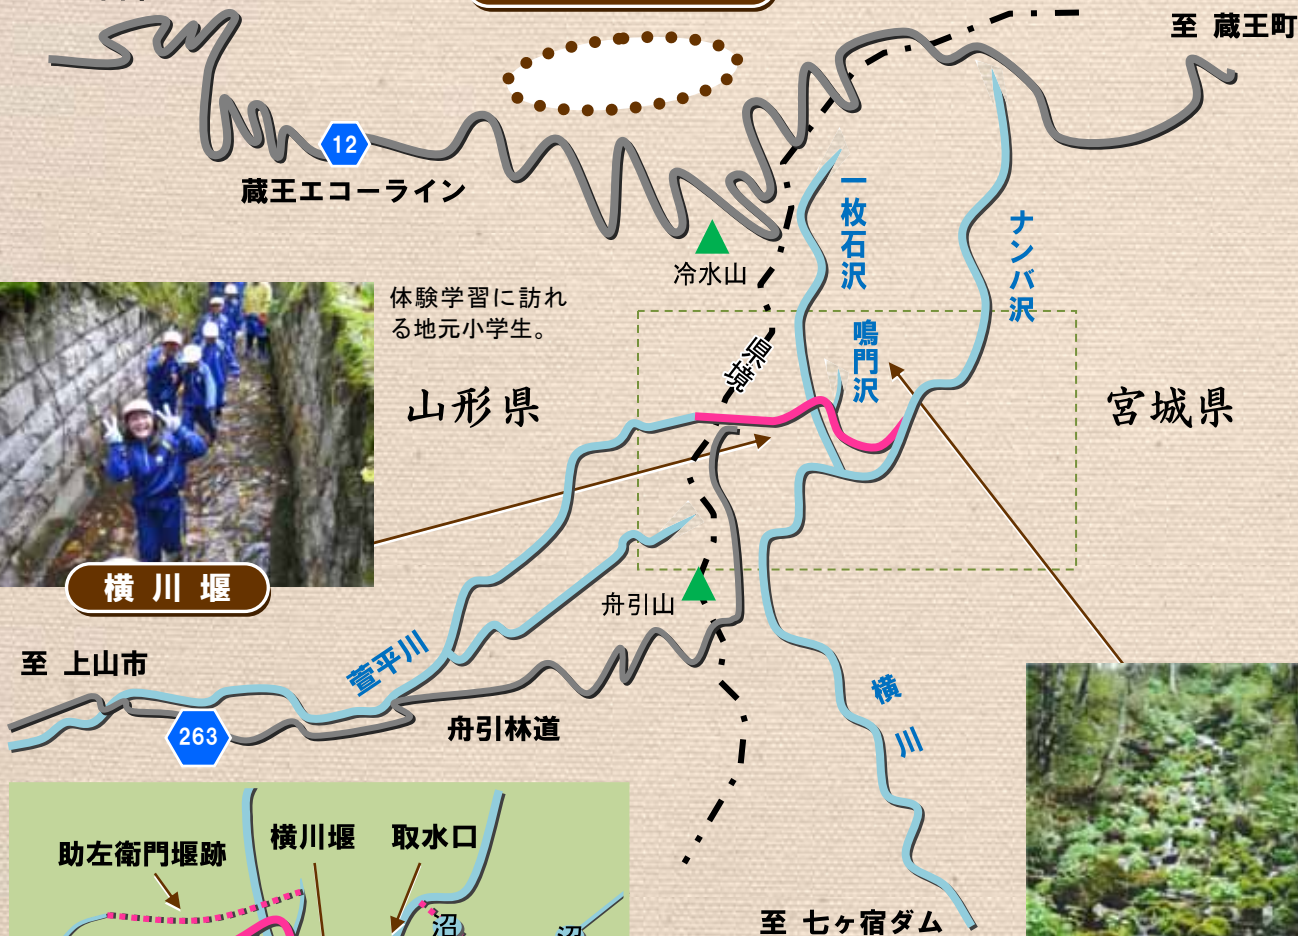 至 蔵王町
12
蔵王エコーライン
一枚石沢
ナンバ沢
冷水山
体験学習に訪れ
る地元小学生。
鳴門沢
県境
山形県
宮城県
横川堰
舟引山
至 上山市
萱平川
263
舟引林道
横川
助左衛門堰跡
横川堰
取水口
沼
沼
至 七ヶ宿ダム